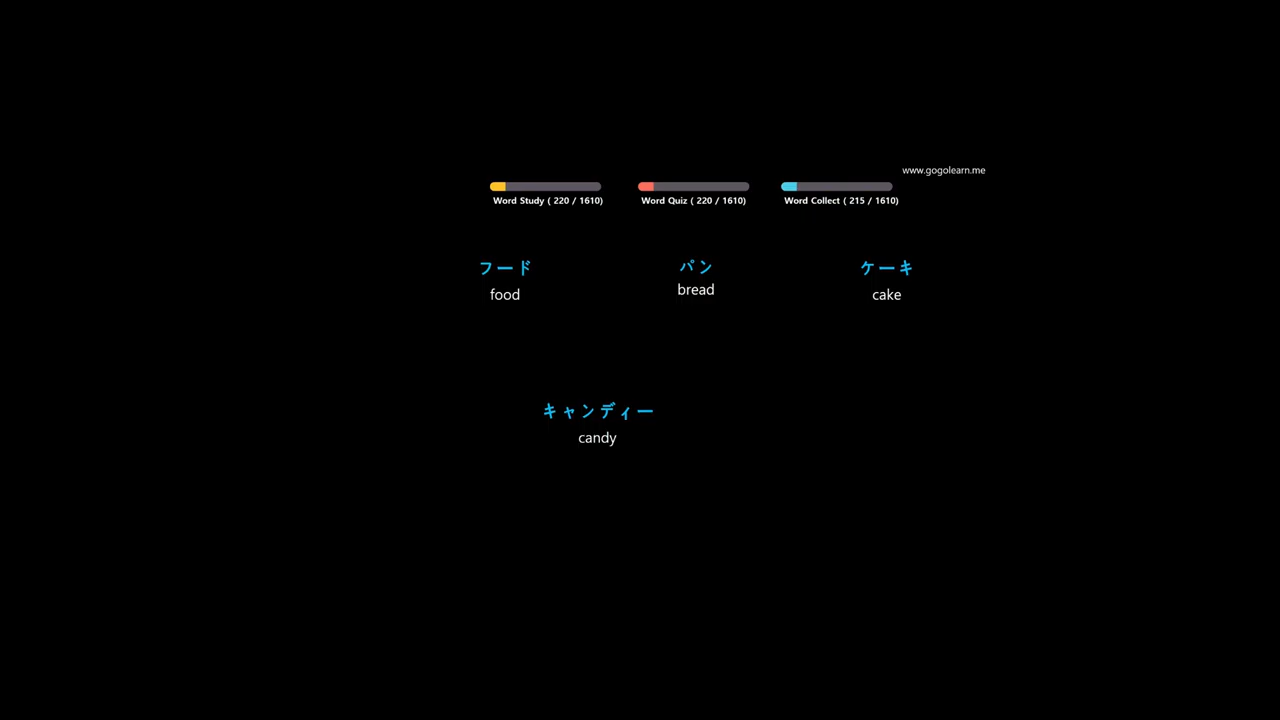 www.gogolearn.me
Word Study ( 220 / 1610)
Word Quiz ( 220 / 1610)
Word Collect ( 215 / 1610)
フード
food
パン
bread
ケーキ
cake
キャンディー
candy